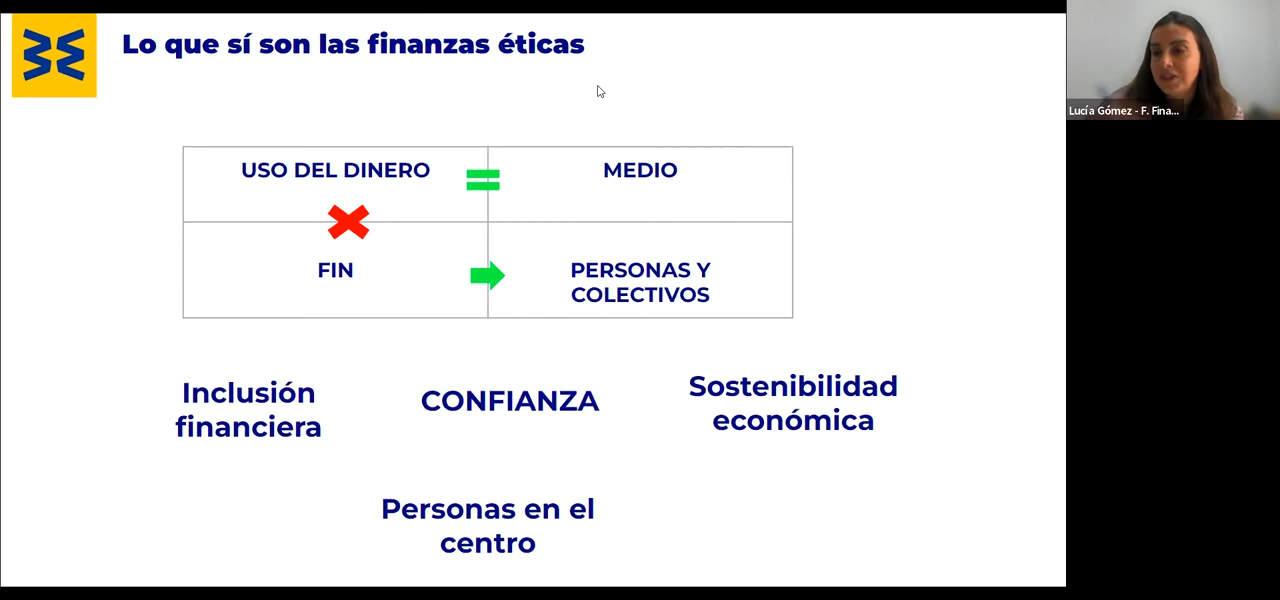 Lo que sí son las finanzas éticas
Lucía Gómez - F. Fina...
USO DEL DINERO
MEDIO
FIN
PERSONAS Y
COLECTIVOS
Inclusión
financiera
CONFIANZA
Sostenibilidad
económica
Personas en el
centro